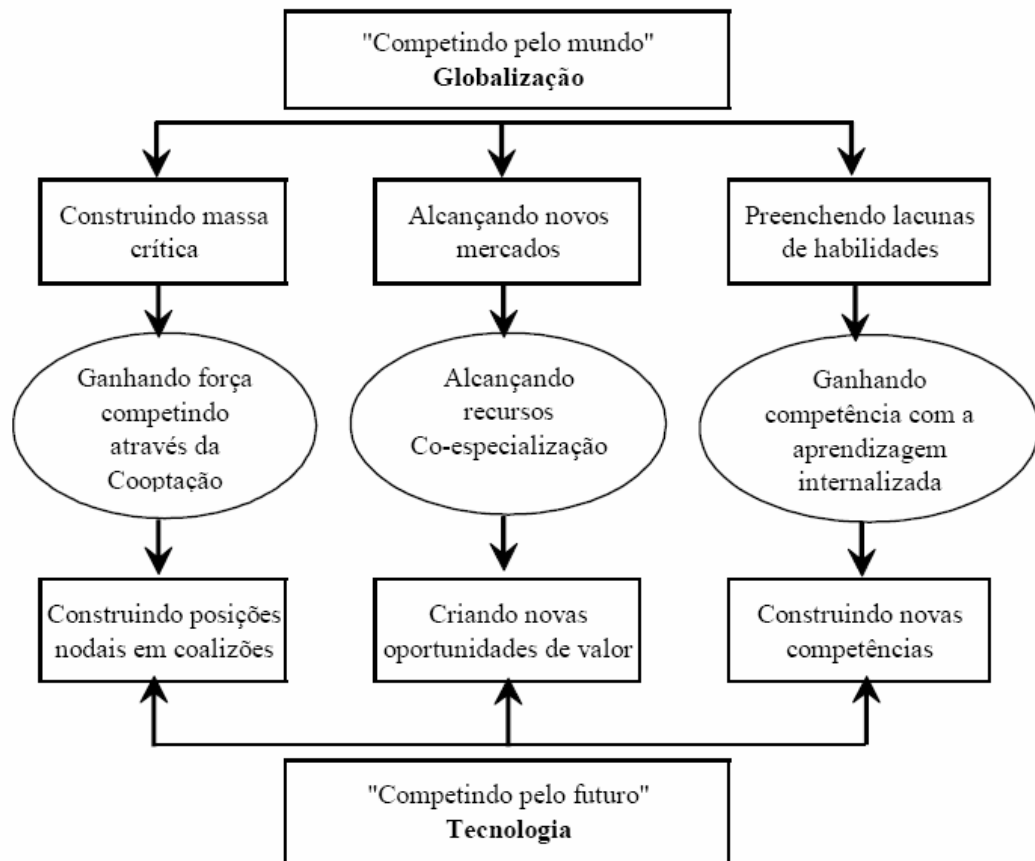 "Competindo pelo mundo"
Globalização
Construindo massa
crítica
Alcançando novos
mercados
Preenchendo lacunas
de habilidades
Ganhando força
competindo
através da
Cooptação
Alcançando
recursos
Co-especialização
Ganhando
competência com a
aprendizagem
internalizada
Construindo posições
nodais em coalizões
Criando novas
oportunidades de valor
Construindo novas
competências
"Competindo pelo futuro"
Tecnologia